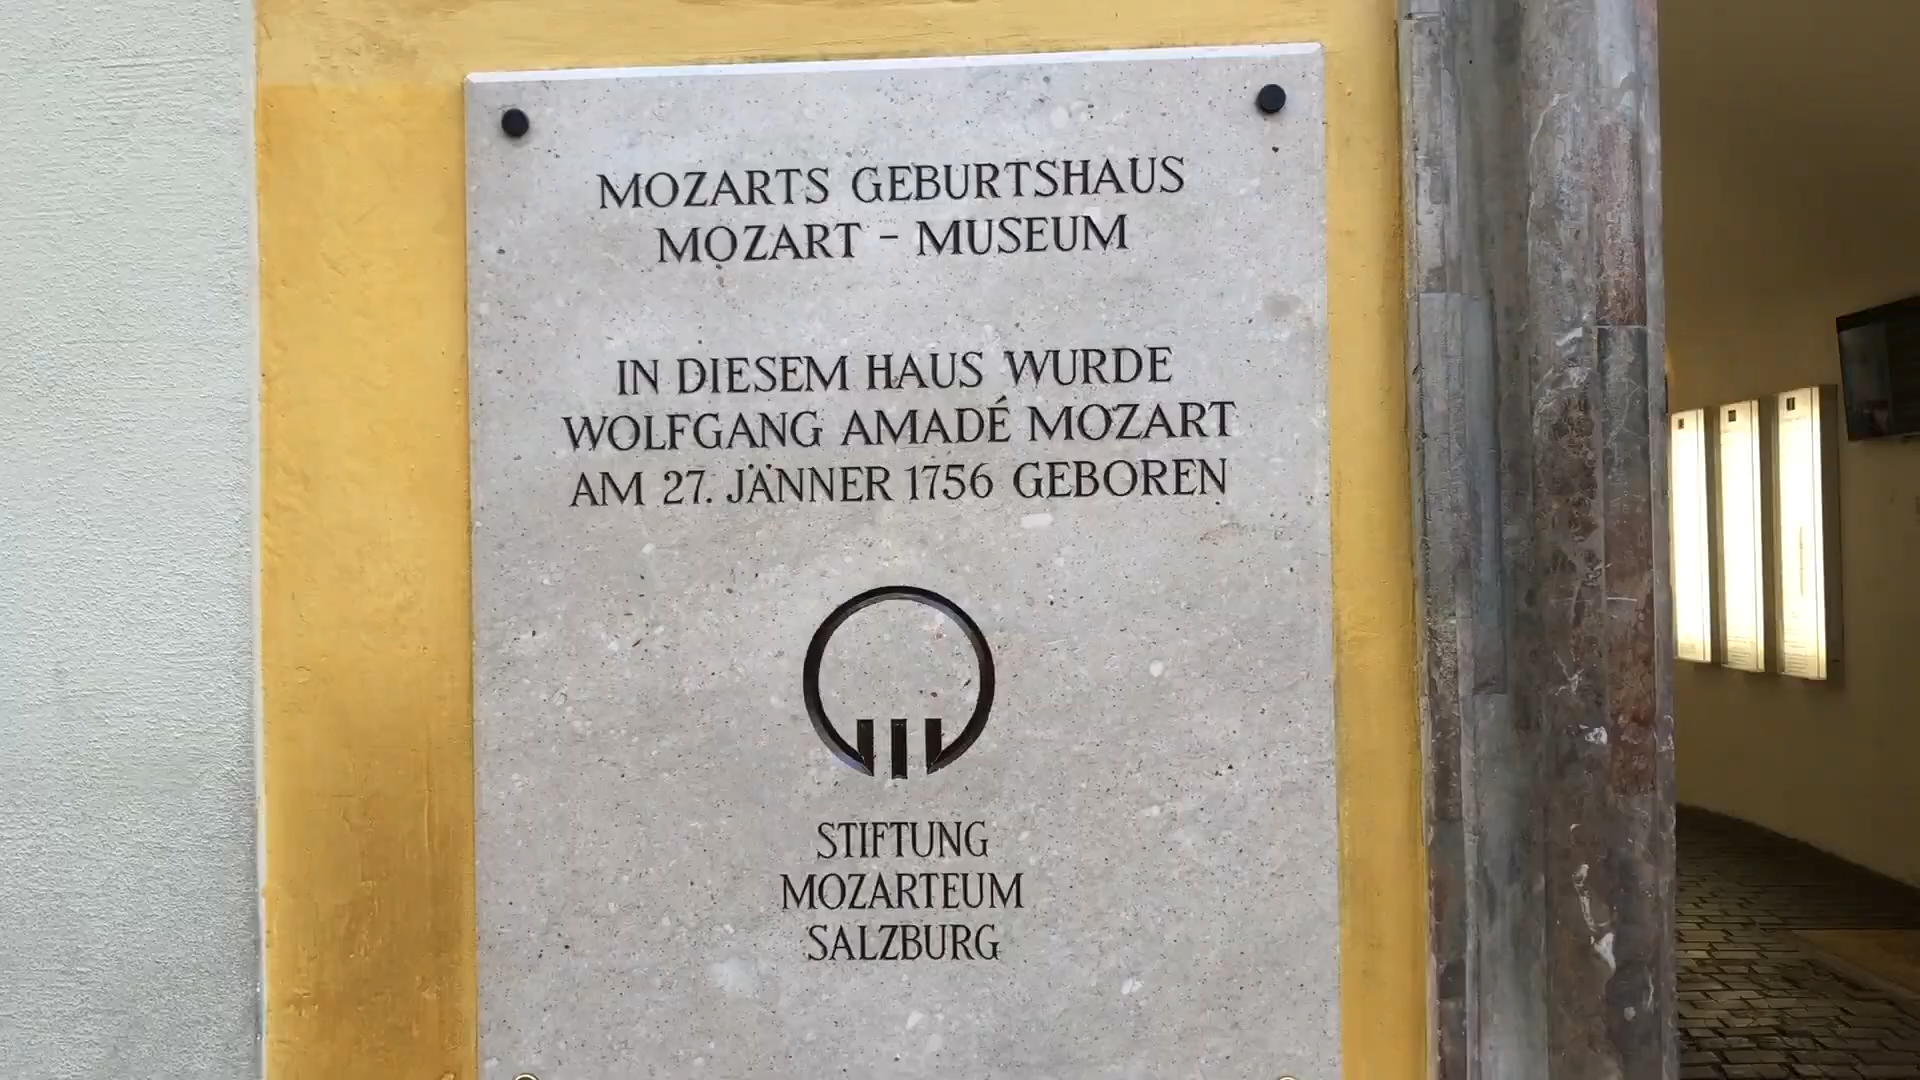 MOZARTS GEBURTSHAUS
MOZART - MUSEUM
IN DIESEM HAUS WURDE
WOLFGANG AMADÉ MOZART
AM 27. JÄNNER 1756 GEBOREN
STIFTUNG
MOZARTEUM
SALZBURG